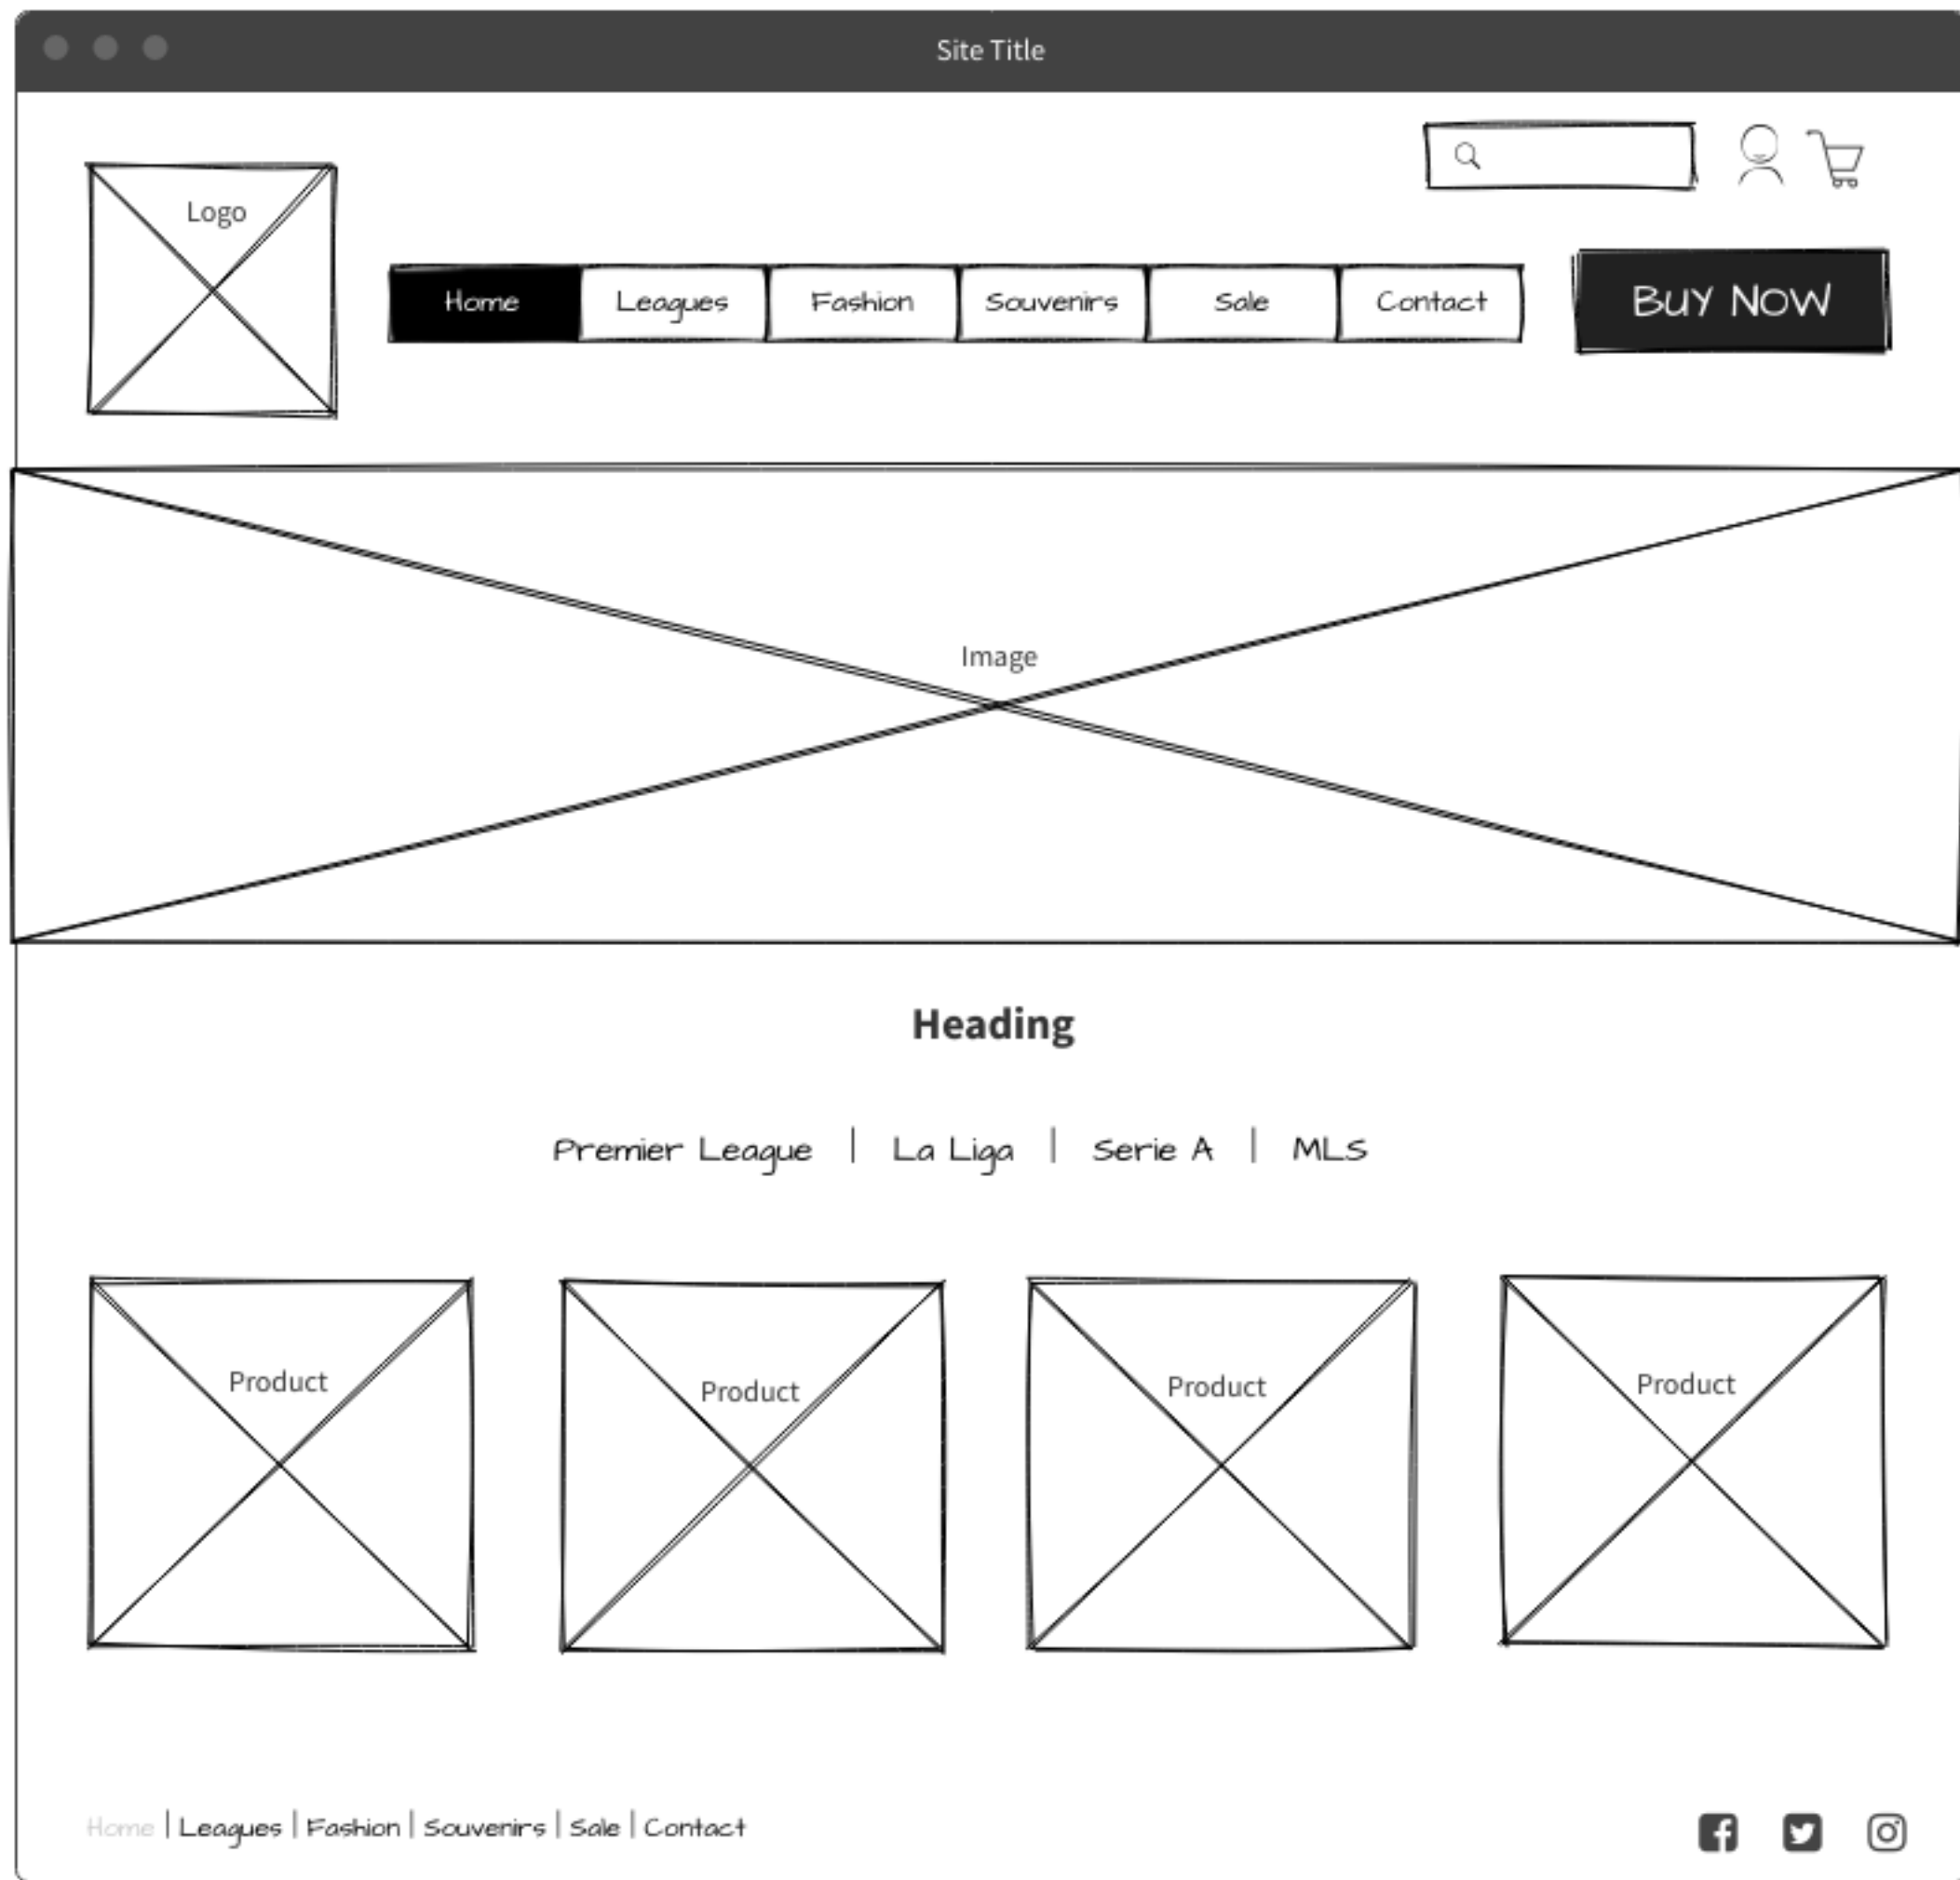 Site Title
Logo
Home Leagues Fashion Souvenirs Sale Contact
BUY NOW
Image
Heading
Premier League | La Liga | Serie A | MLS
Product
Product
Product
Product
Home | Leagues | Fashion | Souvenirs | Sale | Contact